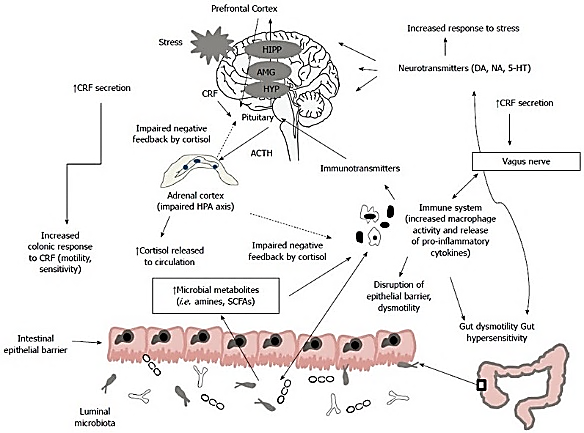 Prefrontal Cortex
Stress
HIPP
AMG
HYP
CRF
Pituitary
Increased response to stress
Neurotransmitters (DA, NA, 5-HT)
↑CRF secretion
↑CRF secretion
Vagus nerve
Impaired negative
feedback by cortisol
ACTH
Immunotransmitters
Adrenal cortex
(impaired HPA axis)
Immune system
(increased macrophage
activity and release
of pro-inflammatory
cytokines)
Increased
colonic response
to CRF (motility,
sensitivity)
↑Cortisol released
to circulation
Impaired negative
feedback by cortisol
↑Microbial metabolites
(i.e. amines, SCFAs)
Disruption of
epithelial barrier,
dysmotility
Gut dysmotility Gut
hypersensitivity
Intestinal
epithelial barrier
Luminal
microbiota